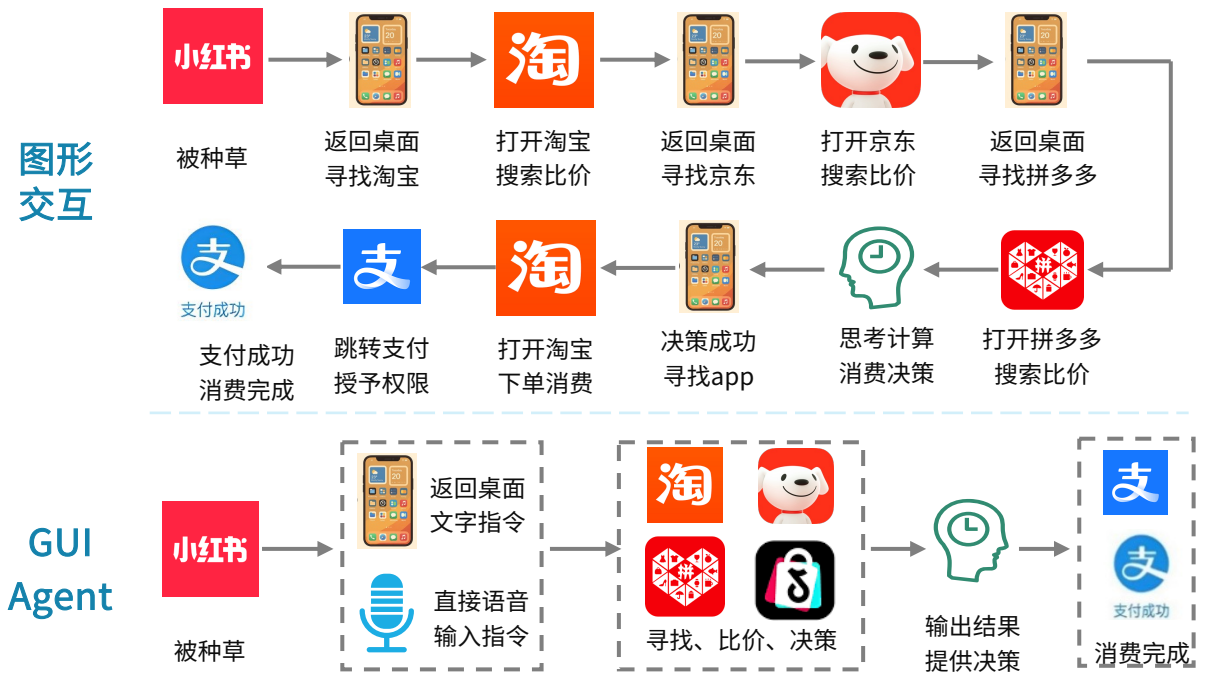 图形
交互
小红书
被种草
返回桌面
寻找淘宝
淘
打开淘宝
搜索比价
返回桌面
寻找京东
打开京东
搜索比价
返回桌面
寻找拼多多
支
支付成功
支付成功
消费完成
支
跳转支付
授予权限
淘
打开淘宝
下单消费
决策成功
寻找app
思考计算
消费决策
拼
打开拼多多
搜索比价
GUI
Agent
小红书
被种草
返回桌面
文字指令
直接语音
输入指令
淘
拼
寻找、比价、决策
输出结果
提供决策
支
支
支付成功
消费完成